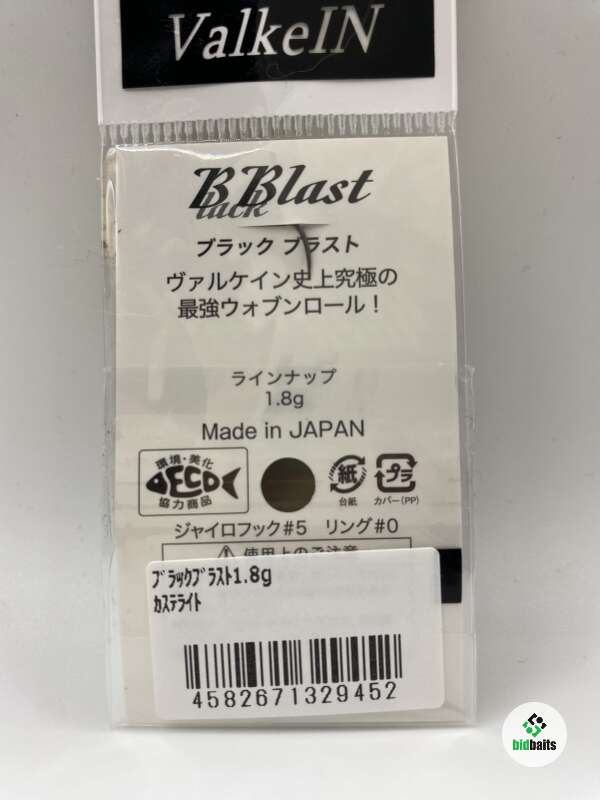 ValkeIN
Black Blast
ブラック ブラスト
ヴァルケイン史上究極の
最強ウォブンロール！
ラインナップ
1.8g
Made in JAPAN
環境・美化
ECO
協力商品
紙
台紙
プラ
カバー(PP)
ジャイロフック#5 リング#0
使用上のご注意
ﾌﾞﾗｯｸﾌﾞﾗｽﾄ1.8g
ｶｽﾃﾗｲﾄ
4582671329452
bidbaits